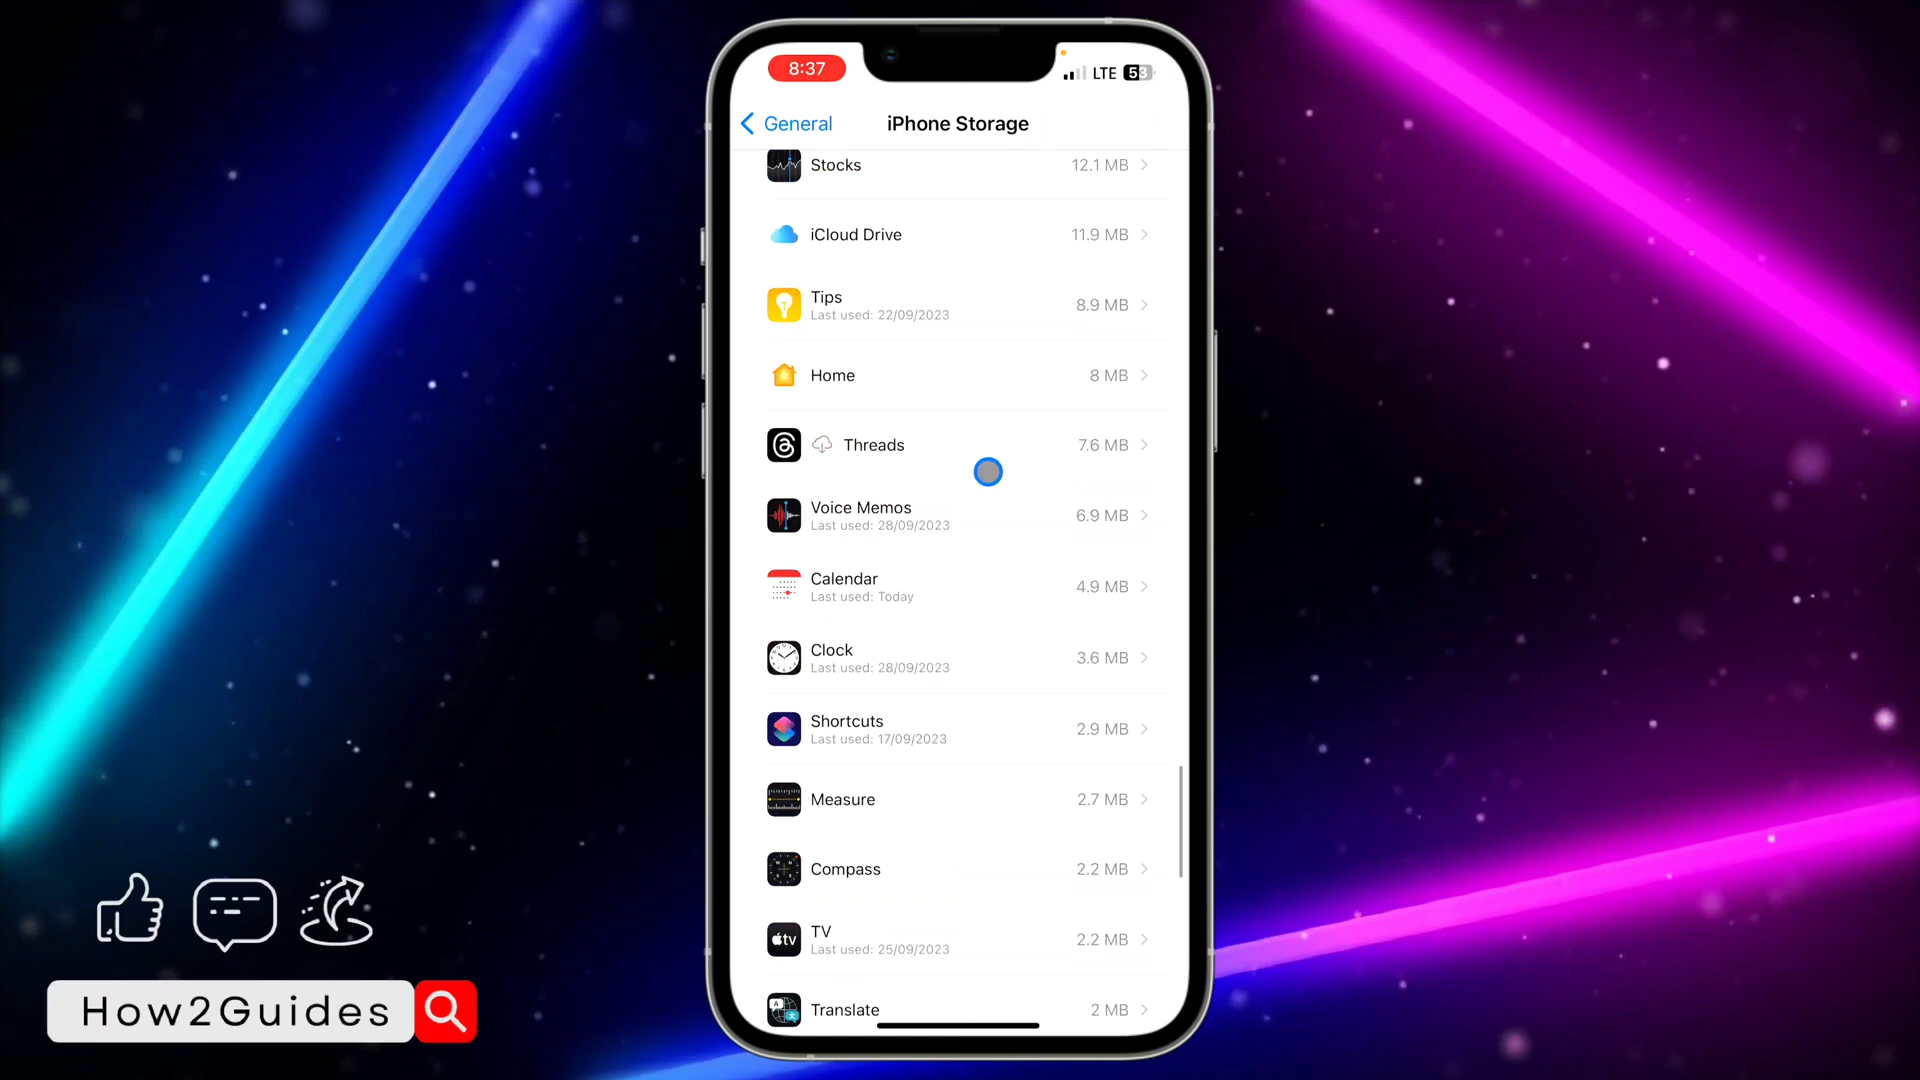 8:37
LTE 53
General
iPhone Storage
Stocks
12.1 MB
iCloud Drive
11.9 MB
Tips
Last used: 22/09/2023
8.9 MB
Home
8 MB
Threads
7.6 MB
Voice Memos
Last used: 28/09/2023
6.9 MB
Calendar
Last used: Today
4.9 MB
Clock
Last used: 28/09/2023
3.6 MB
Shortcuts
Last used: 17/09/2023
2.9 MB
Measure
2.7 MB
Compass
2.2 MB
tv
TV
Last used: 25/09/2023
2.2 MB
A
Translate
2 MB
How2Guides